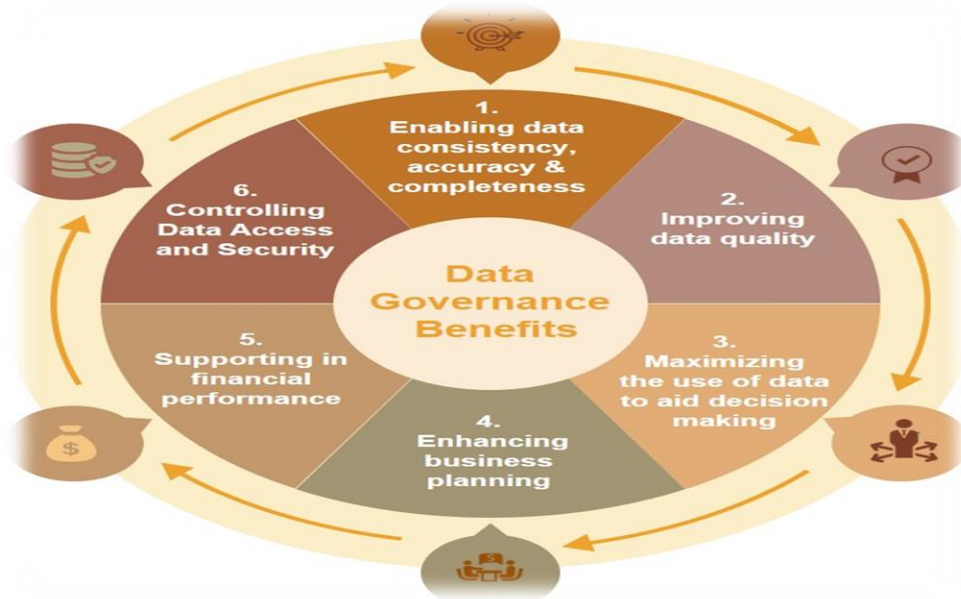 1.
Enabling data
consistency,
accuracy &
completeness
2.
Improving
data quality
3.
Maximizing
the use of data
to aid decision
making
4.
Enhancing
business
planning
5.
Supporting in
financial
performance
6.
Controlling
Data Access
and Security
Data
Governance
Benefits
$
$